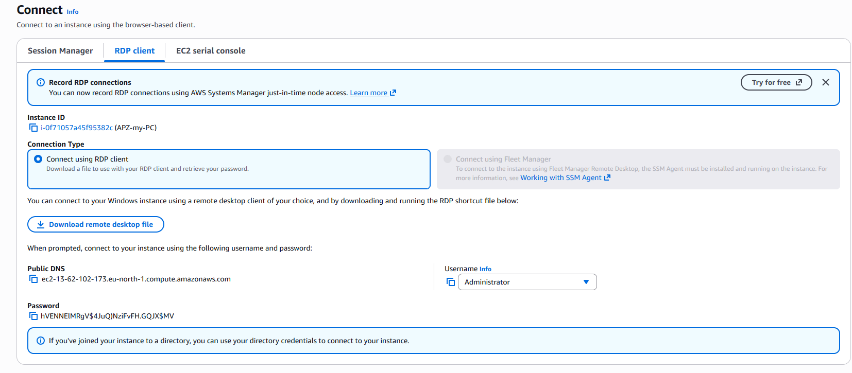 Connect Info
Connect to an instance using the browser-based client.
Session Manager
RDP client
EC2 serial console
Record RDP connections
You can now record RDP connections using AWS Systems Manager just-in-time node access. Learn more
Try for free
Instance ID
i-0f71057a45f95382c (APZ-my-PC)
Connection Type
Connect using RDP client
Download a file to use with your RDP client and retrieve your password.
Connect using Fleet Manager
To connect to the instance using Fleet Manager Remote Desktop, the SSM Agent must be installed and running on the instance. For
more information, see Working with SSM Agent
You can connect to your Windows instance using a remote desktop client of your choice, and by downloading and running the RDP shortcut file below:
Download remote desktop file
When prompted, connect to your instance using the following username and password:
Public DNS
ec2-13-62-102-173.eu-north-1.compute.amazonaws.com
Username Info
Administrator
Password
If you've joined your instance to a directory, you can use your directory credentials to connect to your instance.